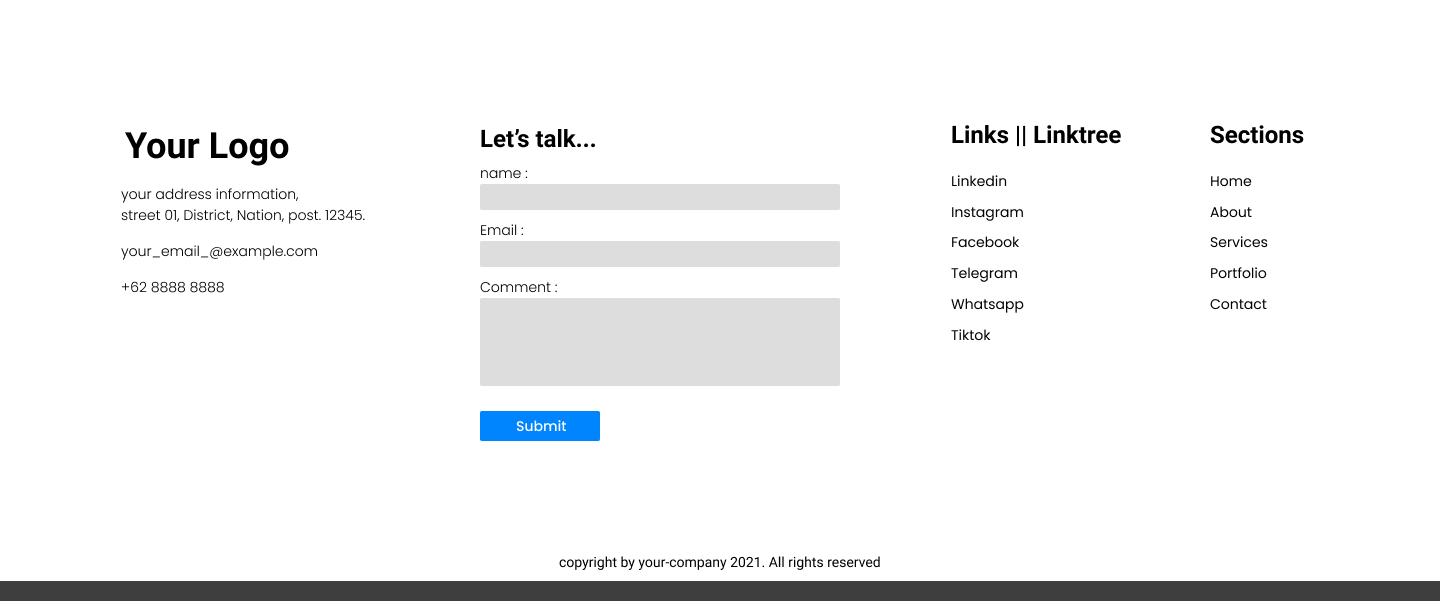 Your Logo
your address information,
street 01, District, Nation, post. 12345.
your_email_@example.com
+62 8888 8888
Let’s talk...
name :
Email :
Comment :
Submit
Links || Linktree
Linkedin
Instagram
Facebook
Telegram
Whatsapp
Tiktok
Sections
Home
About
Services
Portfolio
Contact
copyright by your-company 2021. All rights reserved